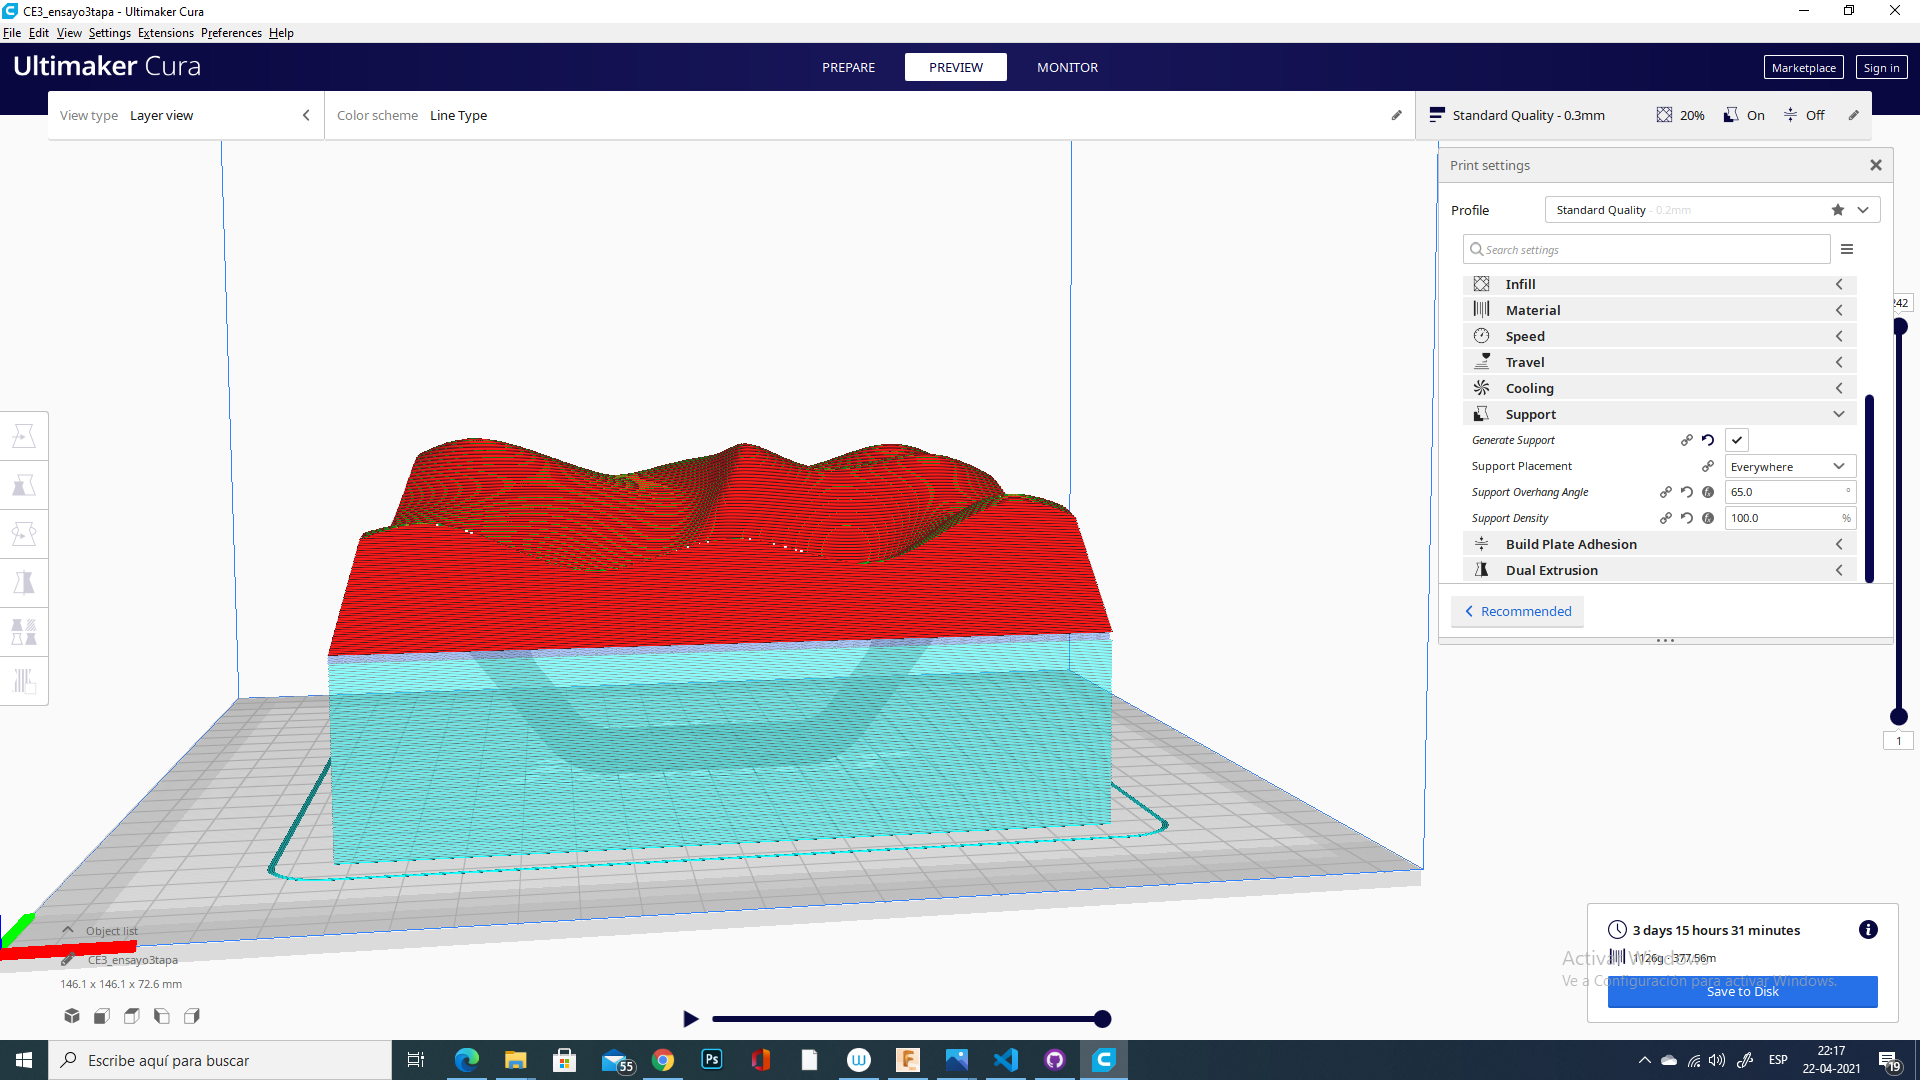 CE3_ensayo3tapa - Ultimaker Cura
File Edit View Settings Extensions Preferences Help
Ultimaker Cura
PREPARE PREVIEW MONITOR
Marketplace Sign in
View type Layer view
Color scheme Line Type
Standard Quality - 0.3mm 20% On Off
Print settings
Profile Standard Quality - 0.2mm
Search settings
Infill
Material
242
Speed
Travel
Cooling
Support
Generate Support
Support Placement Everywhere
Support Overhang Angle 65.0 °
Support Density 100.0 %
Build Plate Adhesion
Dual Extrusion
Recommended
1
Object list
CE3_ensayo3tapa
146.1 x 146.1 x 72.6 mm
3 days 15 hours 31 minutes
1126g · 377.56m
Save to Disk
Activar Windows
Ve a Configuración para activar Windows.
Escribe aquí para buscar
55
ESP
22:17
22-04-2021
19